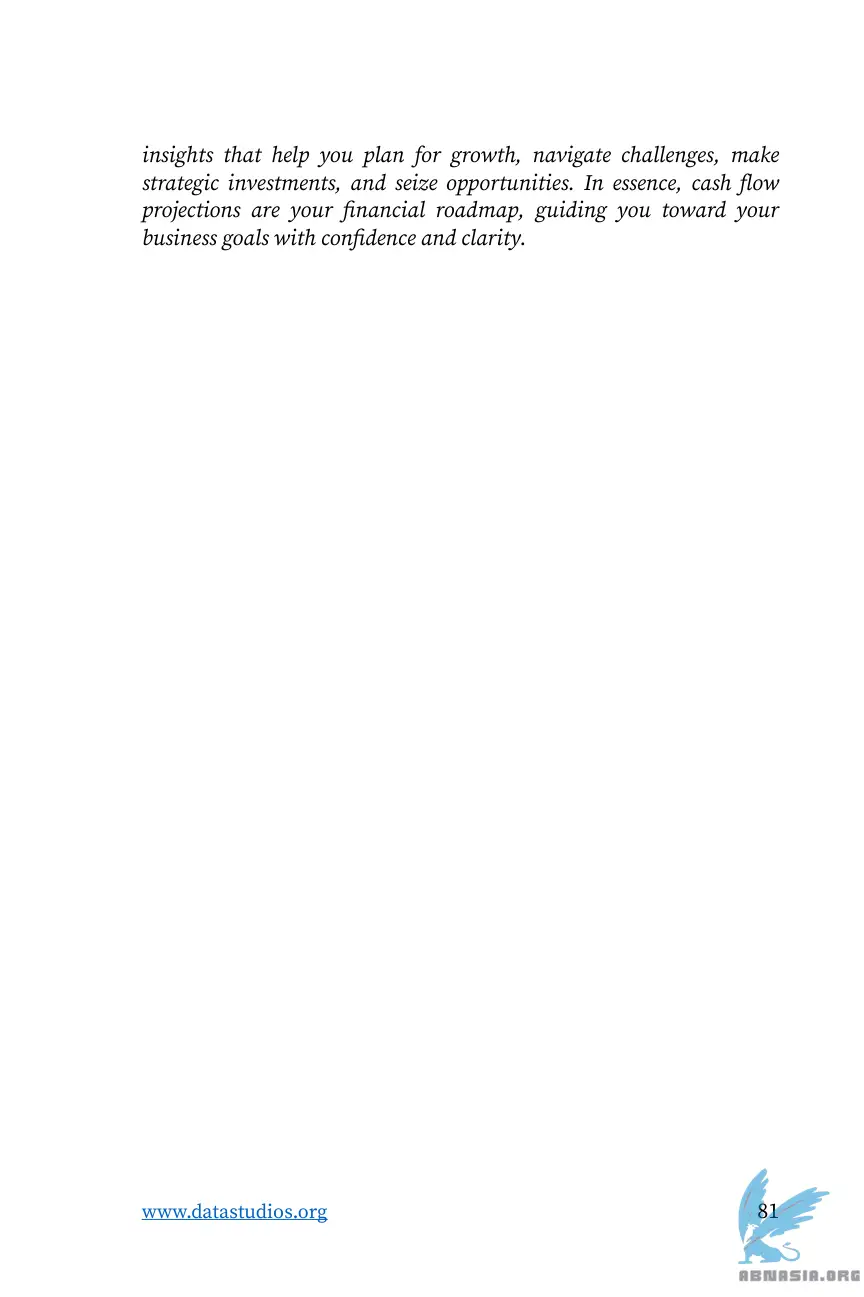 insights that help you plan for growth, navigate challenges, make
strategic investments, and seize opportunities. In essence, cash flow
projections are your financial roadmap, guiding you toward your
business goals with confidence and clarity.
www.datastudios.org
81
ABNASIA.ORG